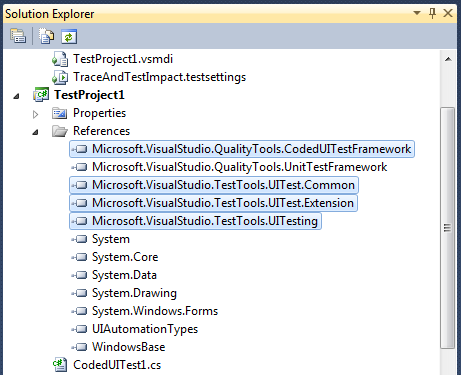 Solution Explorer
TestProject1.vsmdi
TraceAndTestImpact.testsettings
TestProject1
Properties
References
Microsoft.VisualStudio.QualityTools.CodedUITestFramework
Microsoft.VisualStudio.QualityTools.UnitTestFramework
Microsoft.VisualStudio.TestTools.UITest.Common
Microsoft.VisualStudio.TestTools.UITest.Extension
Microsoft.VisualStudio.TestTools.UITesting
System
System.Core
System.Data
System.Drawing
System.Windows.Forms
UIAutomationTypes
WindowsBase
CodedUITest1.cs